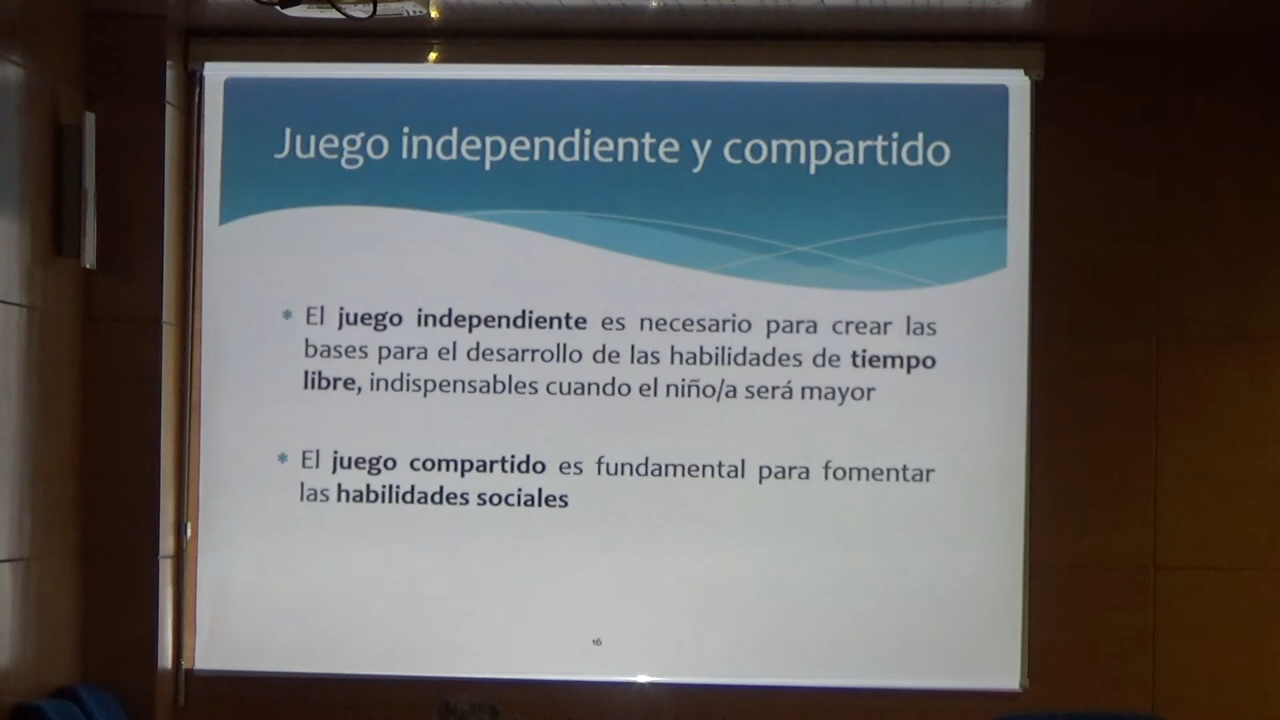 Juego independiente y compartido
El juego independiente es necesario para crear las
bases para el desarrollo de las habilidades de tiempo
libre, indispensables cuando el niño/a será mayor
El juego compartido es fundamental para fomentar
las habilidades sociales
16